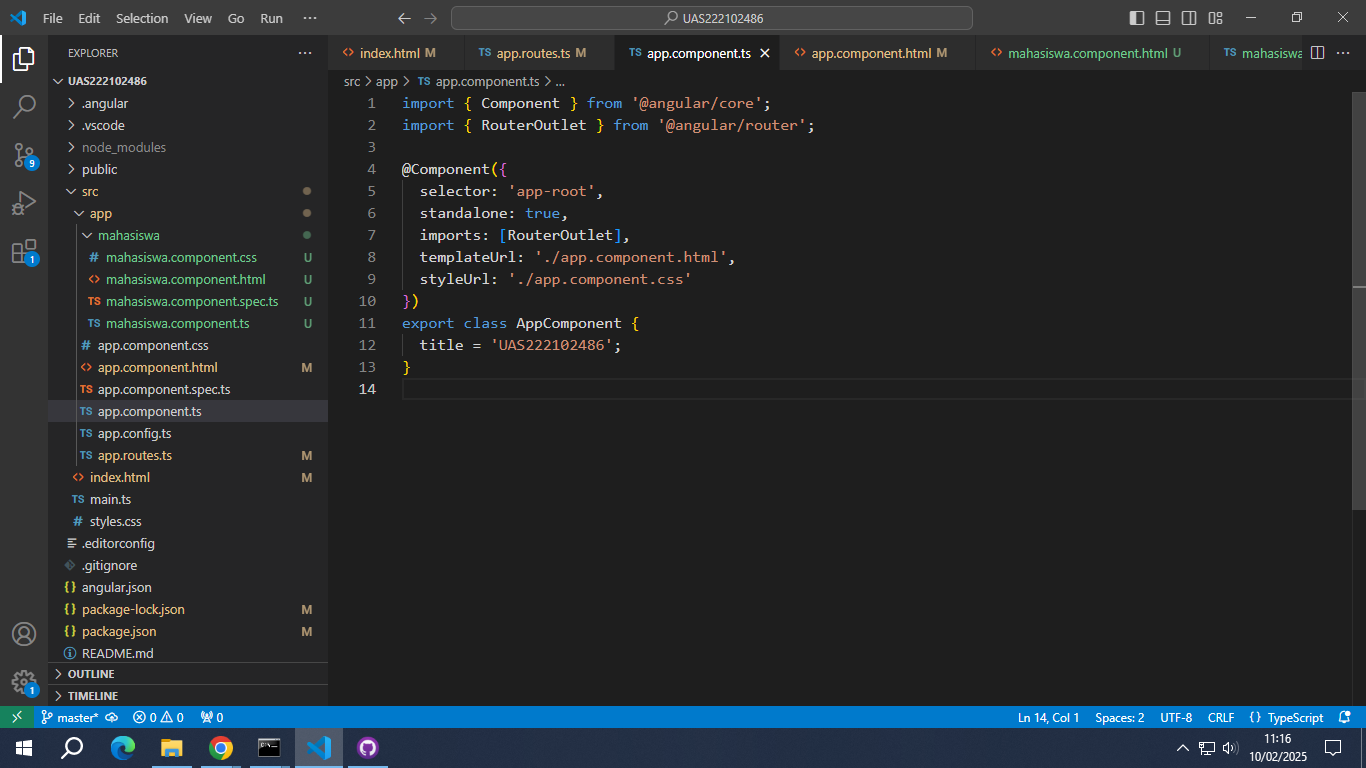 File Edit Selection View Go Run ··· UAS222102486
EXPLORER ···
UAS222102486
.angular
.vscode
node_modules
public
src
app
mahasiswa
# mahasiswa.component.css U
<> mahasiswa.component.html U
TS mahasiswa.component.spec.ts U
TS mahasiswa.component.ts U
# app.component.css
<> app.component.html M
TS app.component.spec.ts
TS app.component.ts
TS app.config.ts
TS app.routes.ts M
<> index.html M
TS main.ts
# styles.css
.editorconfig
.gitignore
{} angular.json
{} package-lock.json M
{} package.json M
README.md
OUTLINE
TIMELINE
9
1
1
<> index.html M TS app.routes.ts M TS app.component.ts <> app.component.html M <> mahasiswa.component.html U TS mahasiswa ···
src > app > TS app.component.ts > ...
1 import { Component } from '@angular/core';
2 import { RouterOutlet } from '@angular/router';
3
4 @Component({
5 selector: 'app-root',
6 standalone: true,
7 imports: [RouterOutlet],
8 templateUrl: './app.component.html',
9 styleUrl: './app.component.css'
10 })
11 export class AppComponent {
12 title = 'UAS222102486';
13 }
14
master* 0 0 0 Ln 14, Col 1 Spaces: 2 UTF-8 CRLF {} TypeScript
11:16
10/02/2025